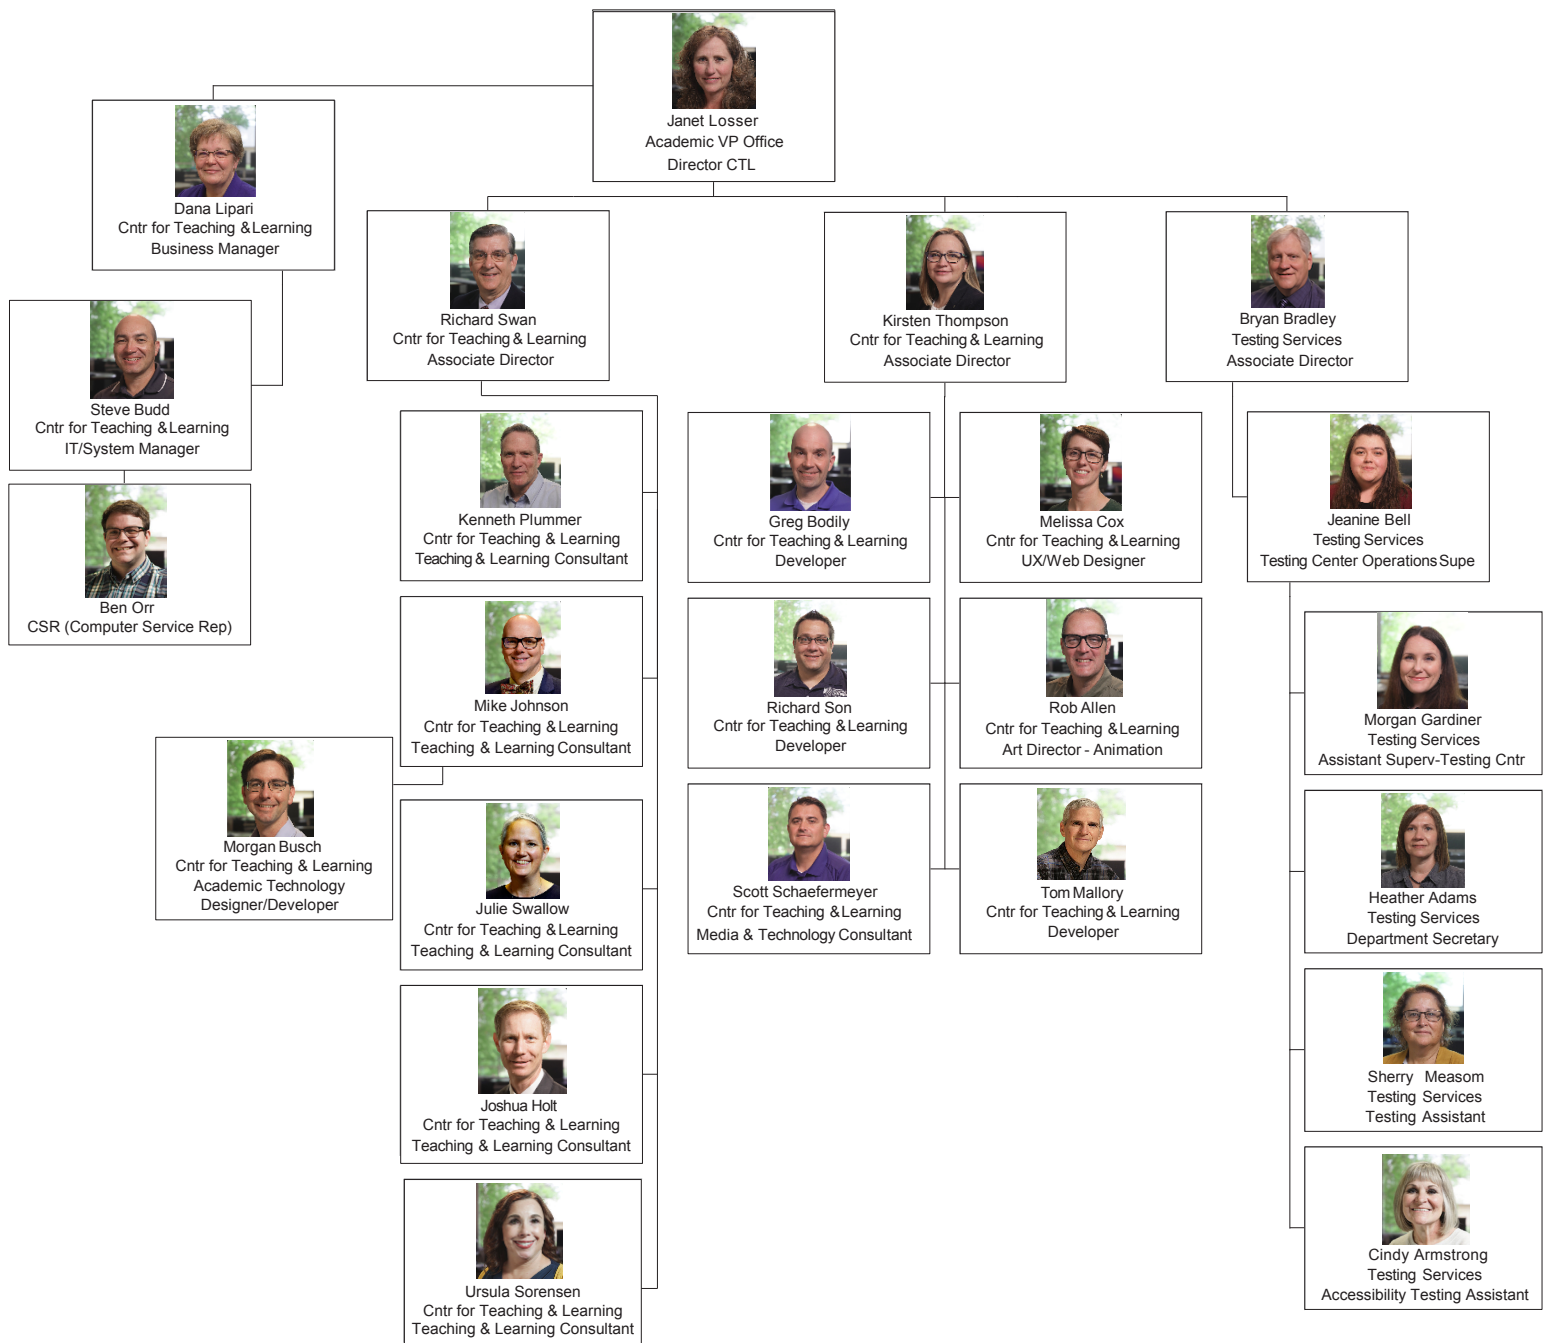 Janet Losser
Academic VP Office
Director CTL
Dana Lipari
Cntr for Teaching & Learning
Business Manager
Steve Budd
Cntr for Teaching & Learning
IT/System Manager
Ben Orr
CSR (Computer Service Rep)
Richard Swan
Cntr for Teaching & Learning
Associate Director
Kenneth Plummer
Cntr for Teaching & Learning
Teaching & Learning Consultant
Mike Johnson
Cntr for Teaching & Learning
Teaching & Learning Consultant
Morgan Busch
Cntr for Teaching & Learning
Academic Technology
Designer/Developer
Julie Swallow
Cntr for Teaching & Learning
Teaching & Learning Consultant
Joshua Holt
Cntr for Teaching & Learning
Teaching & Learning Consultant
Ursula Sorensen
Cntr for Teaching & Learning
Teaching & Learning Consultant
Kirsten Thompson
Cntr for Teaching & Learning
Associate Director
Greg Bodily
Cntr for Teaching & Learning
Developer
Melissa Cox
Cntr for Teaching & Learning
UX/Web Designer
Richard Son
Cntr for Teaching & Learning
Developer
Rob Allen
Cntr for Teaching & Learning
Art Director - Animation
Scott Schaefermeyer
Cntr for Teaching & Learning
Media & Technology Consultant
Tom Mallory
Cntr for Teaching & Learning
Developer
Bryan Bradley
Testing Services
Associate Director
Jeanine Bell
Testing Services
Testing Center Operations Supe
Morgan Gardiner
Testing Services
Assistant Superv-Testing Cntr
Heather Adams
Testing Services
Department Secretary
Sherry Measom
Testing Services
Testing Assistant
Cindy Armstrong
Testing Services
Accessibility Testing Assistant